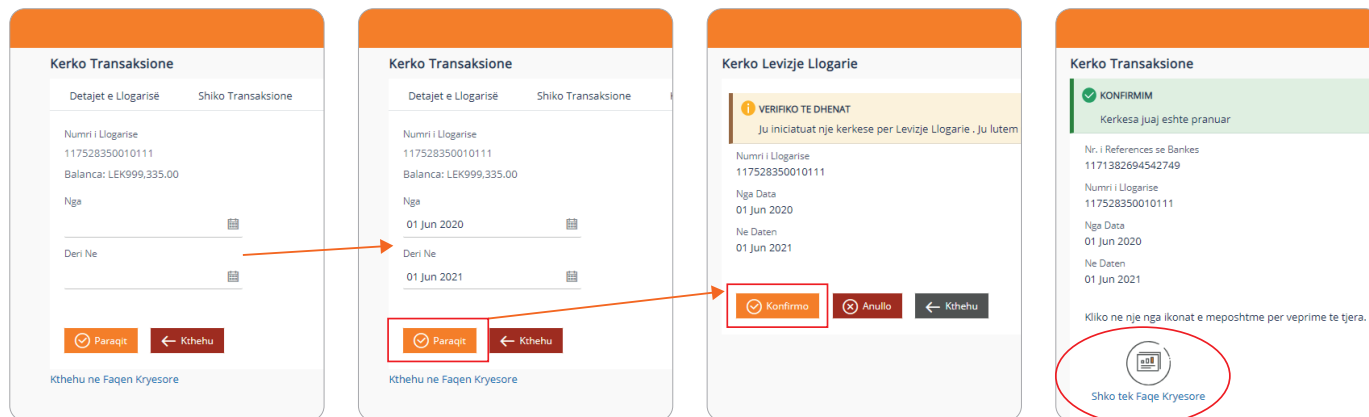 Kerko Transaksione
Detajet e Llogarisë Shiko Transaksione
Numri i Llogarise
117528350010111
Balanca: LEK999,335.00
Nga
Deri Ne
Paraqit Kthehu
Kthehu ne Faqen Kryesore
Kerko Transaksione
Detajet e Llogarisë Shiko Transaksione
Numri i Llogarise
117528350010111
Balanca: LEK999,335.00
Nga
01 Jun 2020
Deri Ne
01 Jun 2021
Paraqit Kthehu
Kthehu ne Faqen Kryesore
Kerko Levizje Llogarie
VERIFIKO TE DHENAT
Ju iniciatuat nje kerkese per Levizje Llogarie . Ju lutem
Numri i Llogarise
117528350010111
Nga Data
01 Jun 2020
Ne Daten
01 Jun 2021
Konfirmo Anullo Kthehu
Kerko Transaksione
KONFIRMIM
Kerkesa juaj eshte pranuar
Nr. i References se Bankes
1171382694542749
Numri i Llogarise
117528350010111
Nga Data
01 Jun 2020
Ne Daten
01 Jun 2021
Kliko ne nje nga ikonat e meposhtme per veprime te tjera.
Shko tek Faqe Kryesore